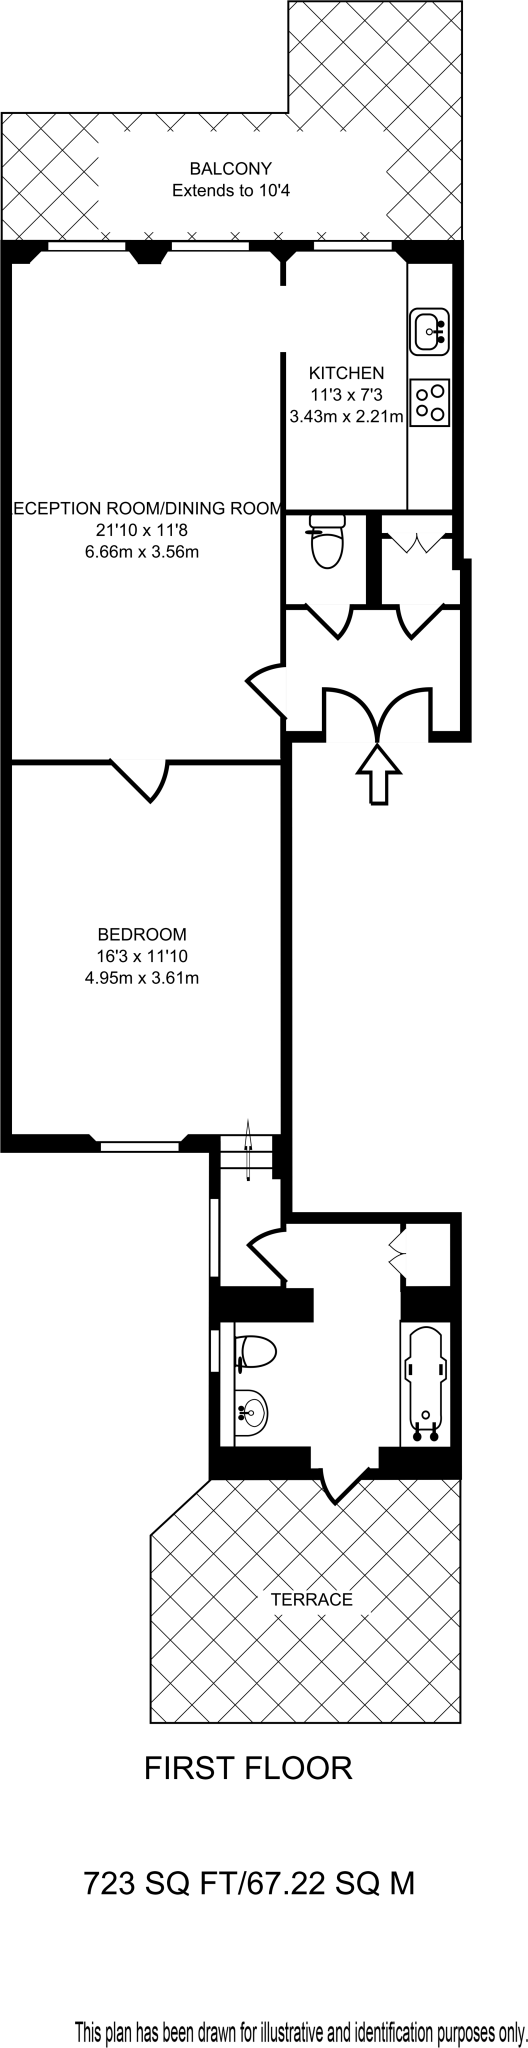 BALCONY
Extends to 10'4
KITCHEN
11'3 x 7'3
3.43m x 2.21m
ECEPTION ROOM/DINING ROOM
21'10 x 11'8
6.66m x 3.56m
BEDROOM
16'3 x 11'10
4.95m x 3.61m
TERRACE
FIRST FLOOR
723 SQ FT/67.22 SQ M
This plan has been drawn for illustrative and identification purposes only.